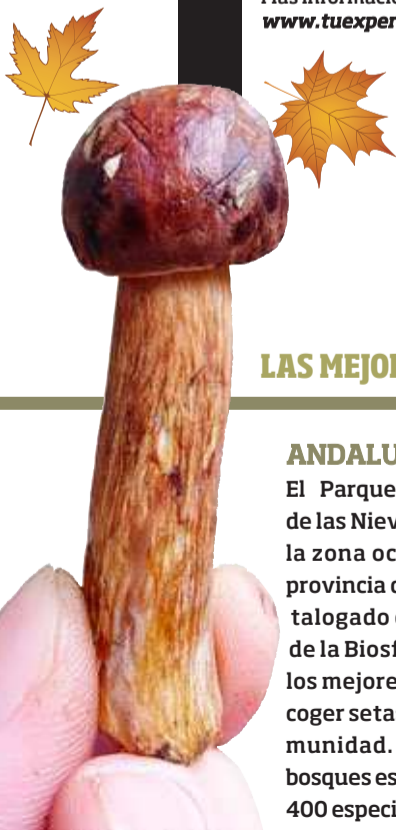 www.tuexper
LAS MEJOR
ANDALU
El Parque
de las Niev
la zona oc
provincia d
talogado
de la Biosf
los mejore
coger setas
munidad.
bosques es
400 especi